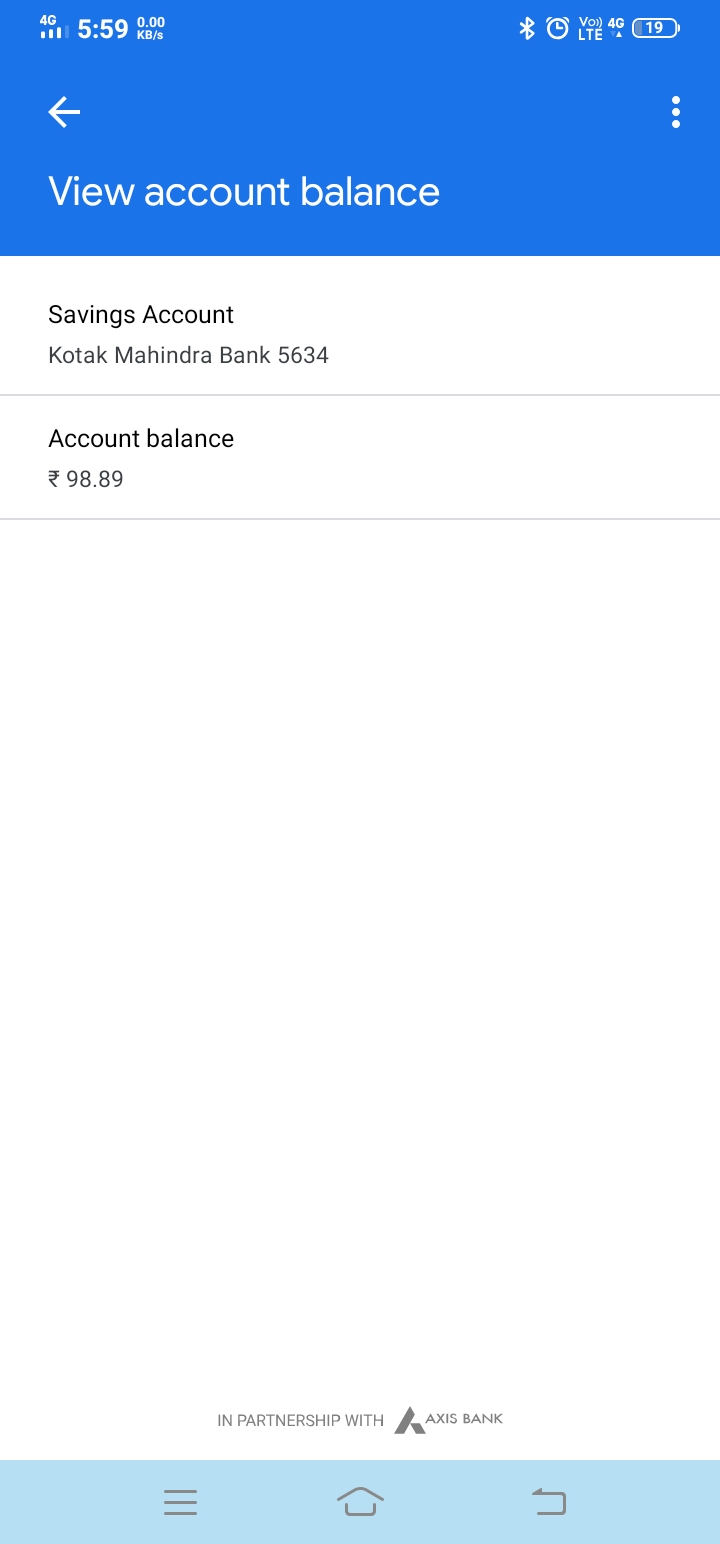 4G 5:59 0.00 KB/s Vo)) LTE 4G 19
View account balance
Savings Account
Kotak Mahindra Bank 5634
Account balance
₹ 98.89
IN PARTNERSHIP WITH AXIS BANK